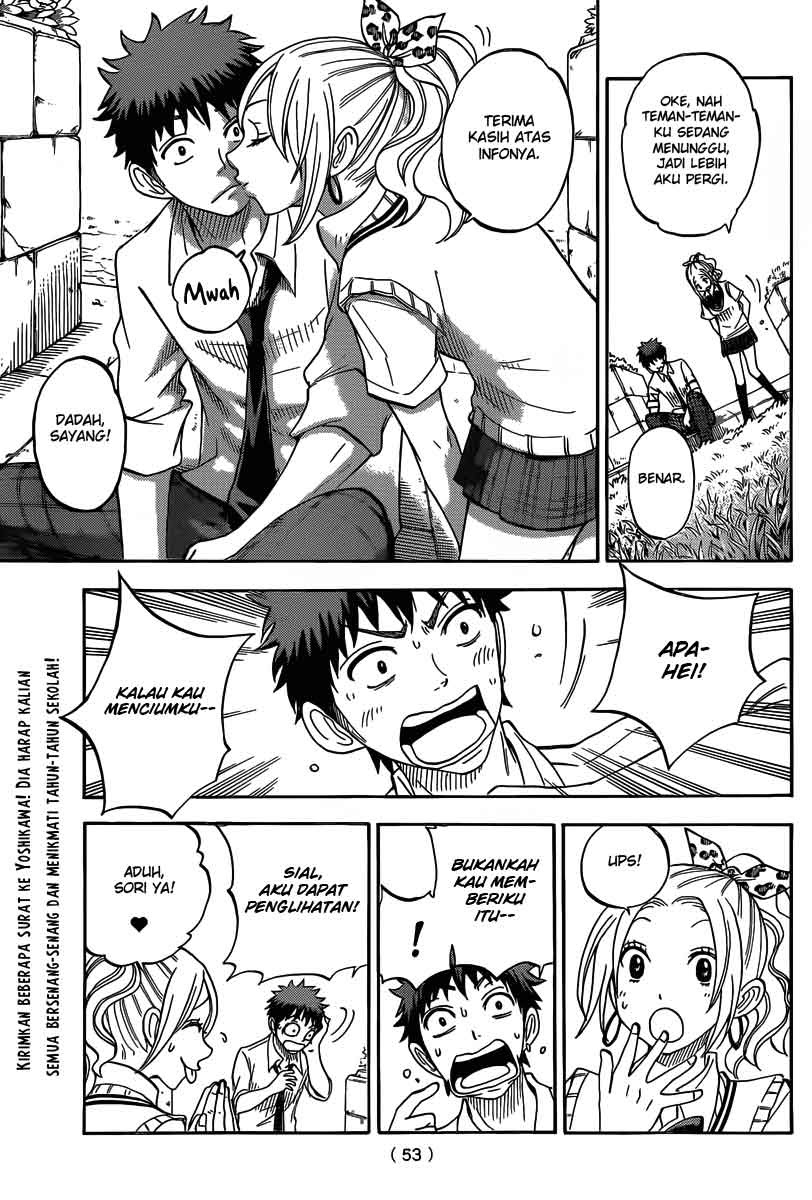 OKE, NAH
TEMAN-TEMAN-
KU SEDANG
MENUNGGU,
JADI LEBIH
AKU PERGI.
BENAR.
TERIMA
KASIH ATAS
INFONYA.
Mwah
DADAH,
SAYANG!
APA-
HEI!
KALAU KAU
MENCIUMKU--
UPS!
BUKANKAH
KAU MEM-
BERIKU
ITU--
!
SIAL,
AKU DAPAT
PENGLIHATAN!
ADUH,
SORI YA!
♥
KIRIMKAN BEBERAPA SURAT KE YOSHIKAWA! DIA HARAP KALIAN
SEMUA BERSENANG-SENANG DAN MENIKMATI TAHUN-TAHUN SEKOLAH!
( 53 )